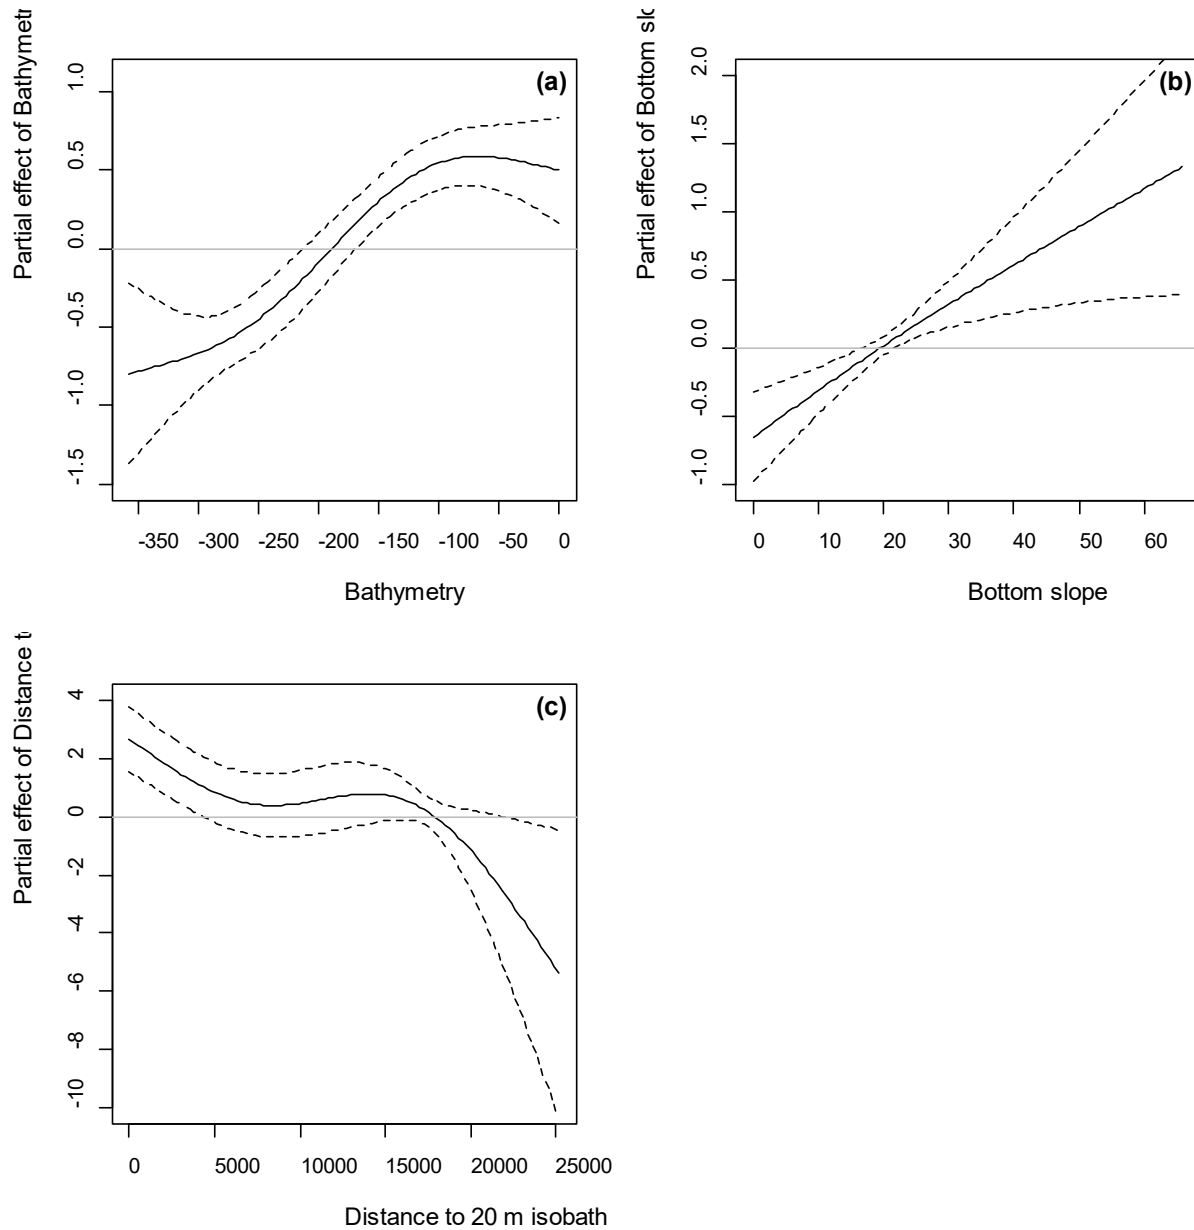 Partial effect of Bathymetr
1.0
0.5
0.0
-0.5
-1.0
-1.5
(a)
-350 -300 -250 -200 -150 -100 -50 0
Bathymetry
Partial effect of Bottom slo
2.0
1.5
1.0
0.5
0.0
-0.5
-1.0
(b)
0 10 20 30 40 50 60
Bottom slope
Partial effect of Distance t
4
2
0
-2
-4
-6
-8
-10
(c)
0 5000 10000 15000 20000 25000
Distance to 20 m isobath